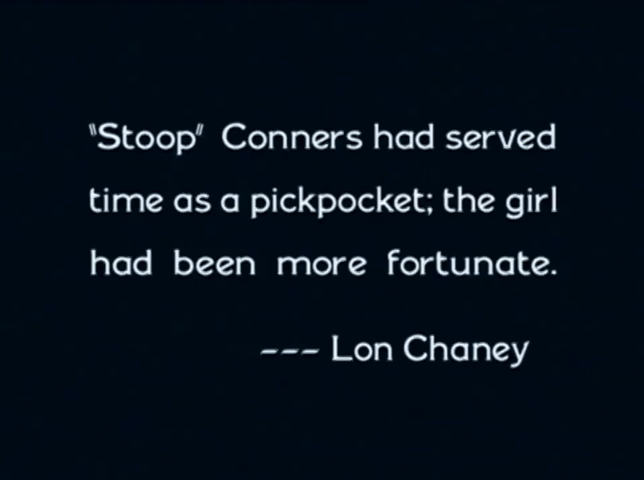 "Stoop" Conners had served
time as a pickpocket; the girl
had been more fortunate.
--- Lon Chaney